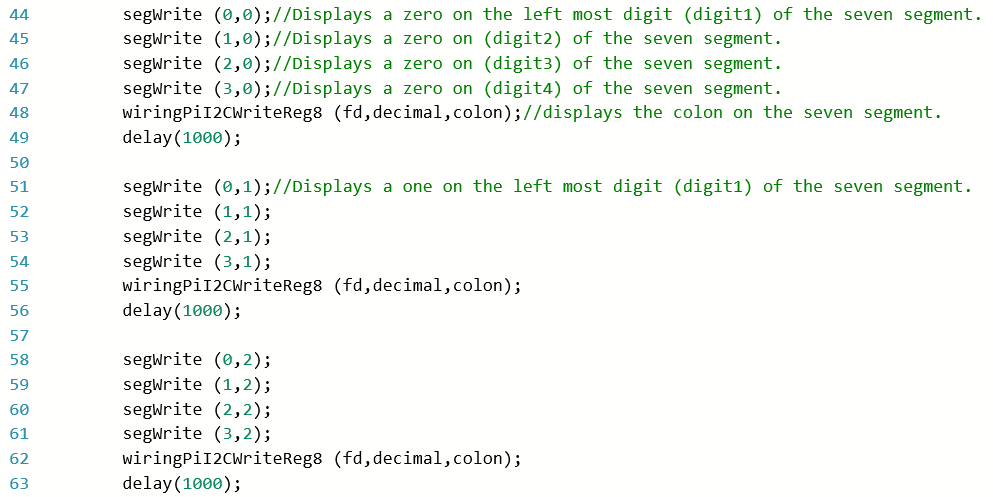 44 segWrite (0,0);//Displays a zero on the left most digit (digit1) of the seven segment.
45 segWrite (1,0);//Displays a zero on (digit2) of the seven segment.
46 segWrite (2,0);//Displays a zero on (digit3) of the seven segment.
47 segWrite (3,0);//Displays a zero on (digit4) of the seven segment.
48 wiringPiI2CWriteReg8 (fd,decimal,colon);//displays the colon on the seven segment.
49 delay(1000);
50
51 segWrite (0,1);//Displays a one on the left most digit (digit1) of the seven segment.
52 segWrite (1,1);
53 segWrite (2,1);
54 segWrite (3,1);
55 wiringPiI2CWriteReg8 (fd,decimal,colon);
56 delay(1000);
57
58 segWrite (0,2);
59 segWrite (1,2);
60 segWrite (2,2);
61 segWrite (3,2);
62 wiringPiI2CWriteReg8 (fd,decimal,colon);
63 delay(1000);